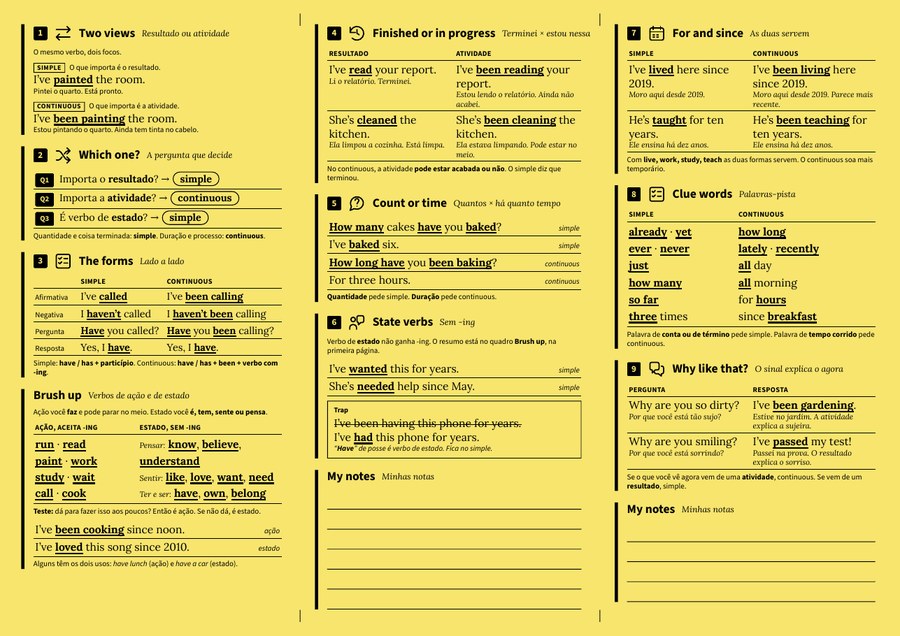 1 Two views Resultado ou atividade
O mesmo verbo, dois focos.
SIMPLE O que importa é o resultado.
I've painted the room.
Pintei o quarto. Está pronto.
CONTINUOUS O que importa é a atividade.
I've been painting the room.
Estou pintando o quarto. Ainda tem tinta no cabelo.
2 Which one? A pergunta que decide
Q1 Importa o resultado? → simple
Q2 Importa a atividade? → continuous
Q3 É verbo de estado? → simple
Quantidade e coisa terminada: simple. Duração e processo: continuous.
3 The forms Lado a lado
SIMPLE CONTINUOUS
Afirmativa I've called I've been calling
Negativa I haven't called I haven't been calling
Pergunta Have you called? Have you been calling?
Resposta Yes, I have. Yes, I have.
Simple: have / has + particípio. Continuous: have / has + been + verbo com
-ing.
Brush up Verbos de ação e de estado
Ação você faz e pode parar no meio. Estado você é, tem, sente ou pensa.
AÇÃO, ACEITA -ING ESTADO, SEM -ING
run · read Pensar: know, believe,
paint · work understand
study · wait Sentir: like, love, want, need
call · cook Ter e ser: have, own, belong
Teste: dá para fazer isso aos poucos? Então é ação. Se não dá, é estado.
I've been cooking since noon. ação
I've loved this song since 2010. estado
Alguns têm os dois usos: have lunch (ação) e have a car (estado).
4 Finished or in progress Terminei × estou nessa
RESULTADO ATIVIDADE
I've read your report. I've been reading your
report.
Li o relatório. Terminei. Estou lendo o relatório. Ainda não
acabei.
She's cleaned the She's been cleaning the
kitchen. kitchen.
Ela limpou a cozinha. Está limpa. Ela estava limpando. Pode estar no
meio.
No continuous, a atividade pode estar acabada ou não. O simple diz que
terminou.
5 Count or time Quantos × há quanto tempo
How many cakes have you baked? simple
I've baked six. simple
How long have you been baking? continuous
For three hours. continuous
Quantidade pede simple. Duração pede continuous.
6 State verbs Sem -ing
Verbo de estado não ganha -ing. O resumo está no quadro Brush up, na
primeira página.
I've wanted this for years. simple
She's needed help since May. simple
Trap
I've been having this phone for years.
I've had this phone for years.
"Have" de posse é verbo de estado. Fica no simple.
My notes Minhas notas
7 For and since As duas servem
SIMPLE CONTINUOUS
I've lived here since I've been living here
2019. since 2019.
Moro aqui desde 2019. Moro aqui desde 2019. Parece mais
recente.
He's taught for ten He's been teaching for
years. ten years.
Ele ensina há dez anos. Ele ensina há dez anos.
Com live, work, study, teach as duas formas servem. O continuous soa mais
temporário.
8 Clue words Palavras-pista
SIMPLE CONTINUOUS
already · yet how long
ever · never lately · recently
just all day
how many all morning
so far for hours
three times since breakfast
Palavra de conta ou de término pede simple. Palavra de tempo corrido pede
continuous.
9 Why like that? O sinal explica o agora
PERGUNTA RESPOSTA
Why are you so dirty? I've been gardening.
Por que você está tão sujo? Estive no jardim. A atividade
explica a sujeira.
Why are you smiling? I've passed my test!
Por que você está sorrindo? Passei na prova. O resultado
explica o sorriso.
Se o que você vê agora vem de uma atividade, continuous. Se vem de um
resultado, simple.
My notes Minhas notas